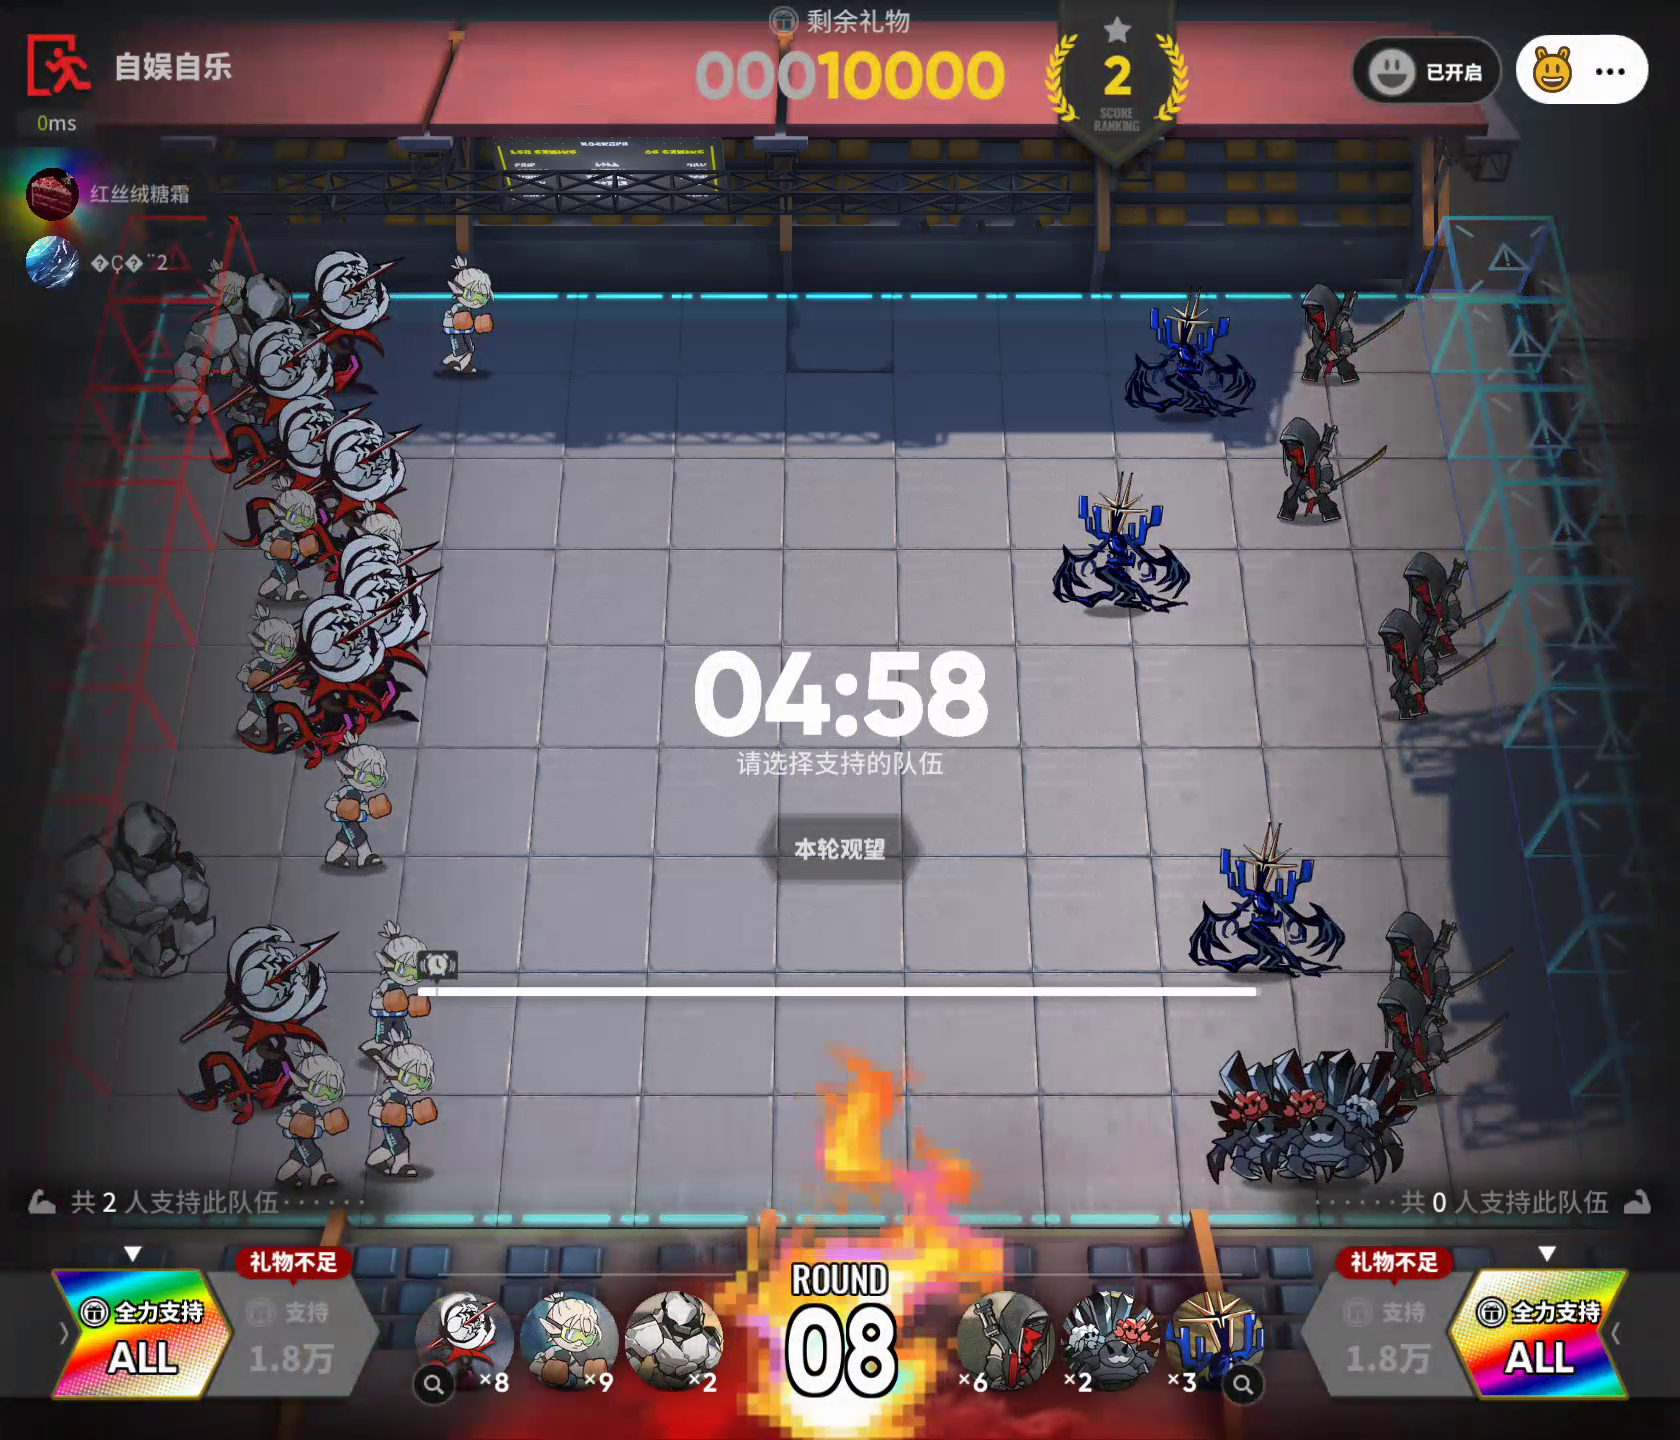 剩余礼物
00010000
自娱自乐
0ms
2
SCORE
RANKING
已开启
红丝绒糖霜
�Ç�¨2
04:58
请选择支持的队伍
本轮观望
共 2 人支持此队伍······
······共 0 人支持此队伍
礼物不足
全力支持
ALL
支持
1.8万
×8
×9
×2
ROUND
08
×6
×2
×3
礼物不足
支持
1.8万
全力支持
ALL